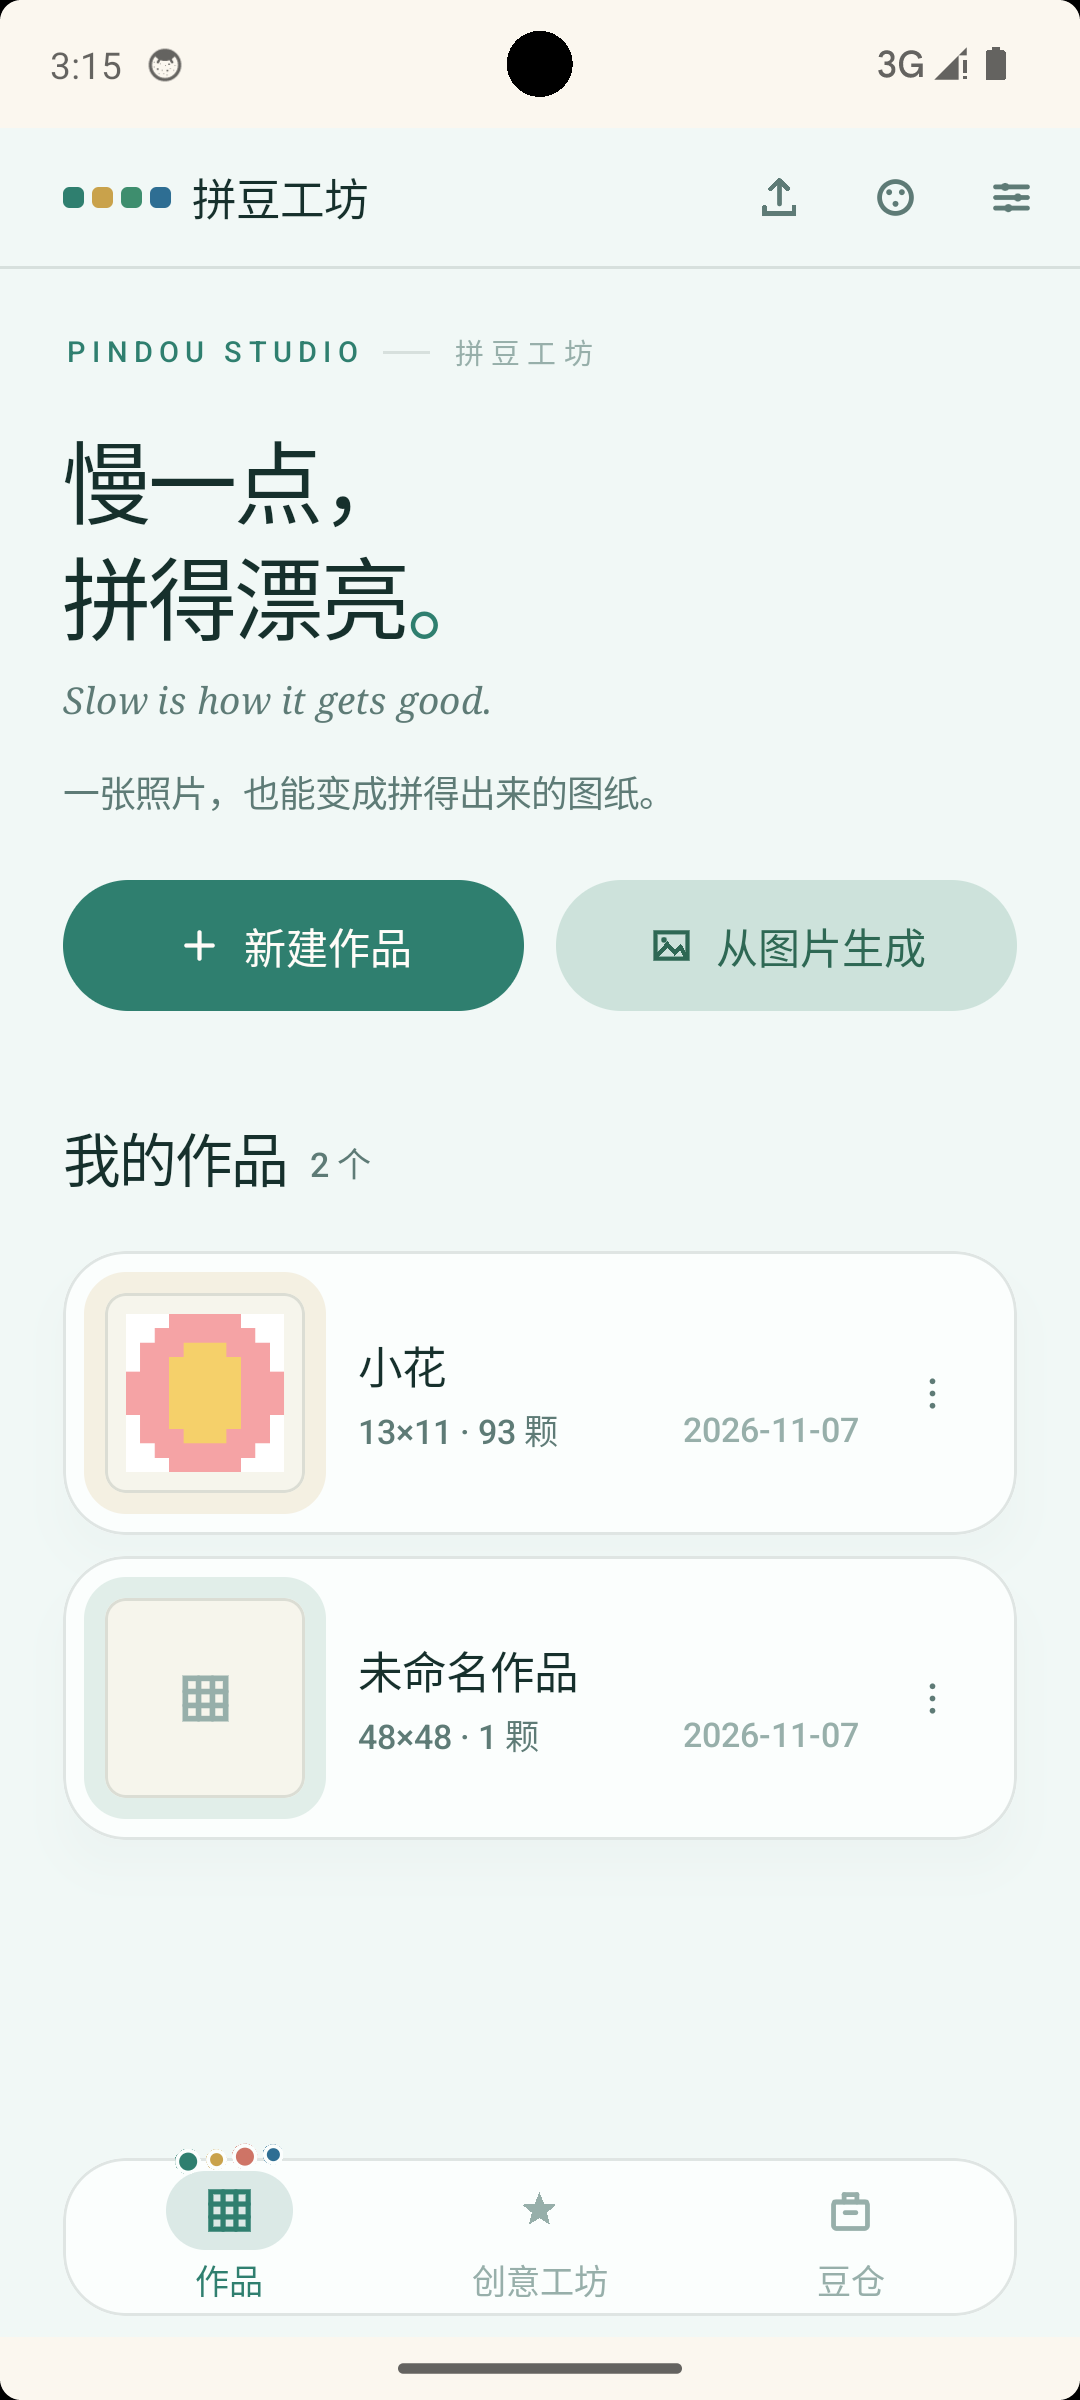 3:15
3G
拼豆工坊
PINDOU STUDIO 拼豆工坊
慢一点，
拼得漂亮。
Slow is how it gets good.
一张照片，也能变成拼得出来的图纸。
新建作品
从图片生成
我的作品 2 个
小花
13×11 · 93 颗 2026-11-07
未命名作品
48×48 · 1 颗 2026-11-07
作品
创意工坊
豆仓